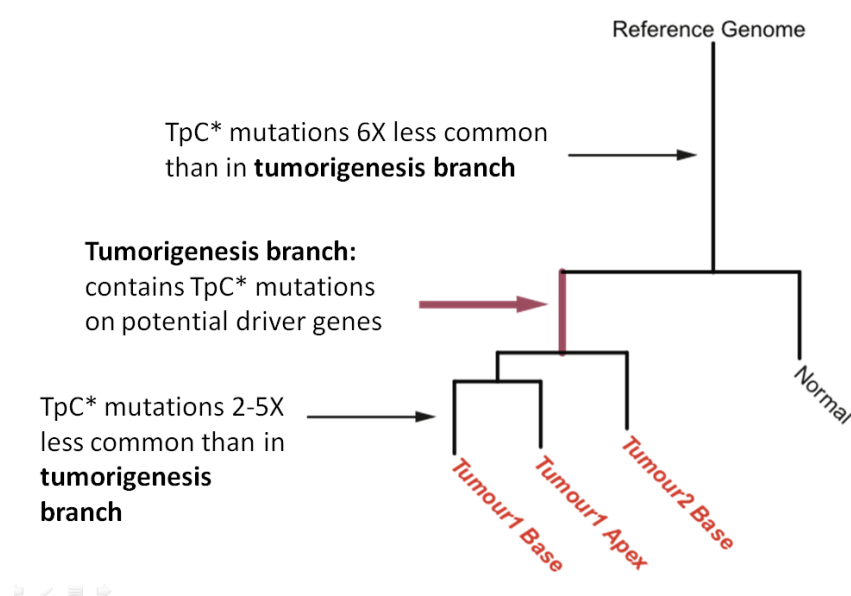 Reference Genome
TpC* mutations 6X less common
than in tumorigenesis branch
Tumorigenesis branch:
contains TpC* mutations
on potential driver genes
Normal
TpC* mutations 2-5X
less common than in
tumorigenesis
branch
Tumour1 Base
Tumour1 Apex
Tumour2 Base